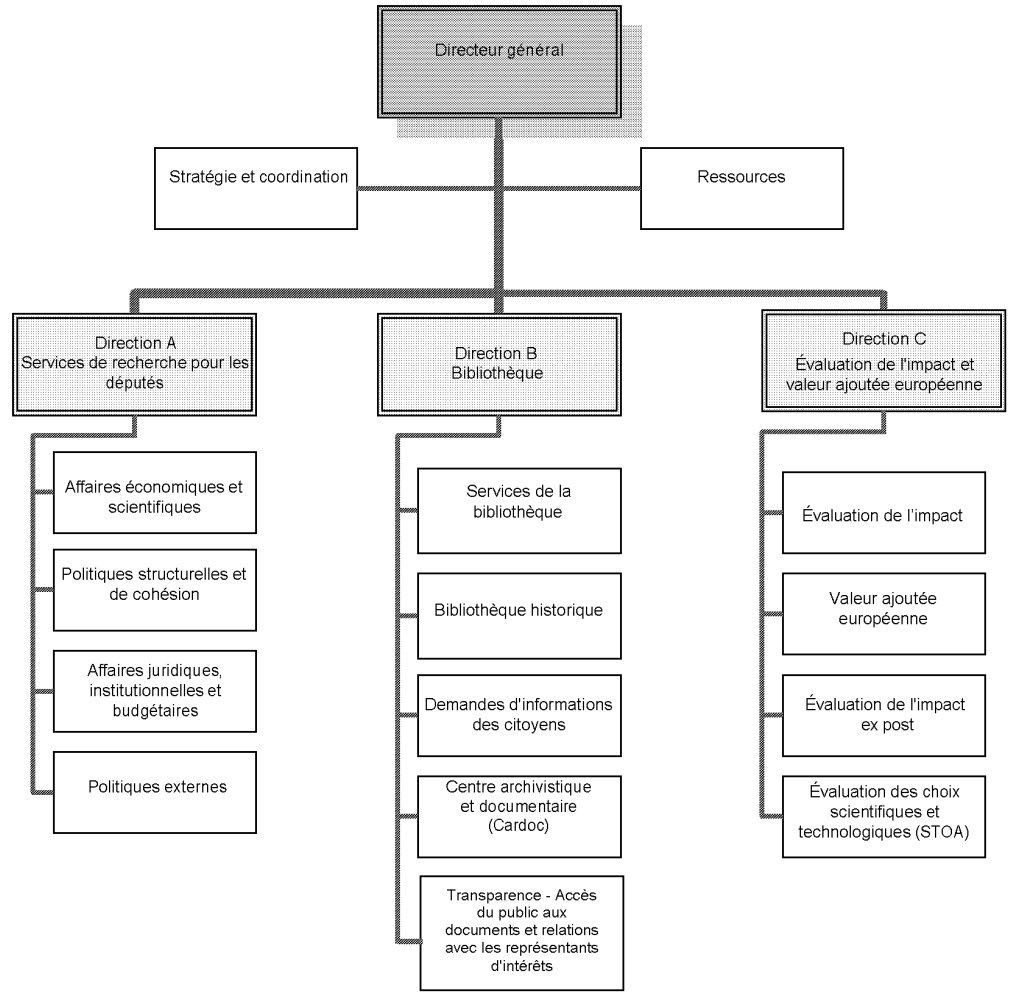 Directeur général
Stratégie et coordination
Ressources
Direction A
Services de recherche pour les
députés
Affaires économiques et
scientifiques
Politiques structurelles et
de cohésion
Affaires juridiques,
institutionnelles et
budgétaires
Politiques externes
Direction B
Bibliothèque
Services de la
bibliothèque
Bibliothèque historique
Demandes d'informations
des citoyens
Centre archivistique
et documentaire
(Cardoc)
Transparence - Accès
du public aux
documents et relations
avec les représentants
d'intérêts
Direction C
Évaluation de l'impact et
valeur ajoutée européenne
Évaluation de l’impact
Valeur ajoutée
européenne
Évaluation de l'impact
ex post
Évaluation des choix
scientifiques et
technologiques (STOA)